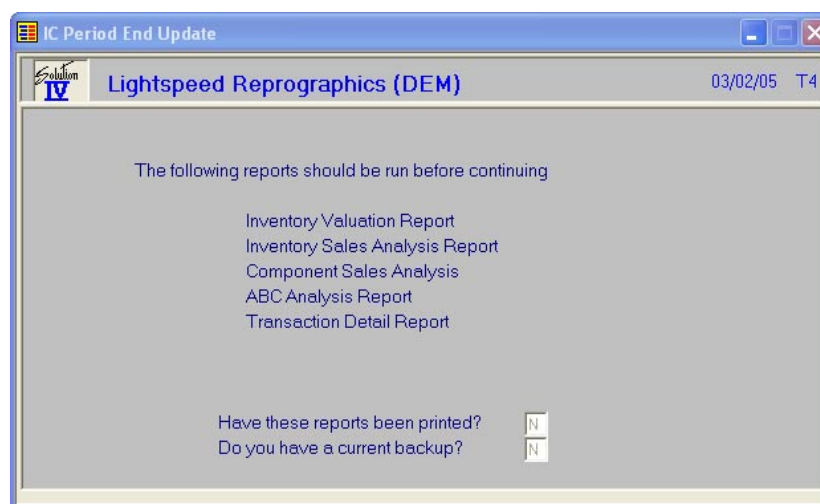 IC Period End Update
Solution
IV
Lightspeed Reprographics (DEM)
03/02/05 T4
The following reports should be run before continuing
Inventory Valuation Report
Inventory Sales Analysis Report
Component Sales Analysis
ABC Analysis Report
Transaction Detail Report
Have these reports been printed? N
Do you have a current backup? N